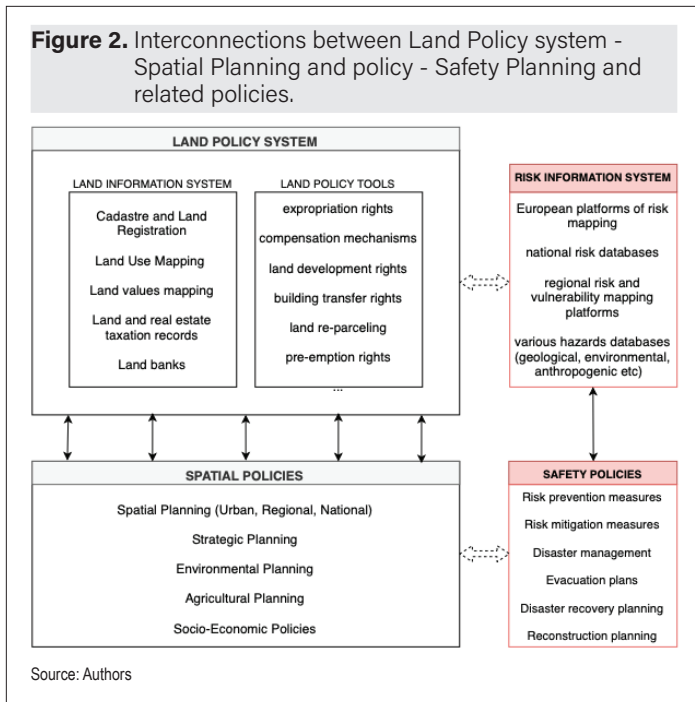 Figure 2. Interconnections between Land Policy system -
Spatial Planning and policy - Safety Planning and
related policies.
LAND POLICY SYSTEM
LAND INFORMATION SYSTEM
Cadastre and Land
Registration
Land Use Mapping
Land values mapping
Land and real estate
taxation records
Land banks
LAND POLICY TOOLS
expropriation rights
compensation mechanisms
land development rights
building transfer rights
land re-parceling
pre-emption rights
...
RISK INFORMATION SYSTEM
European platforms of risk
mapping
national risk databases
regional risk and
vulnerability mapping
platforms
various hazards databases
(geological, environmental,
anthropogenic etc)
SPATIAL POLICIES
Spatial Planning (Urban, Regional, National)
Strategic Planning
Environmental Planning
Agricultural Planning
Socio-Economic Policies
SAFETY POLICIES
Risk prevention measures
Risk mitigation measures
Disaster management
Evacuation plans
Disaster recovery planning
Reconstruction planning
Source: Authors